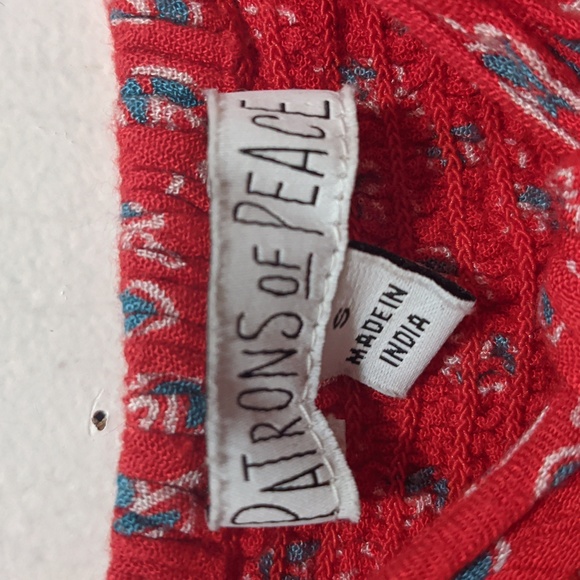 PATRONS OF PEACE
S
MADE IN
INDIA